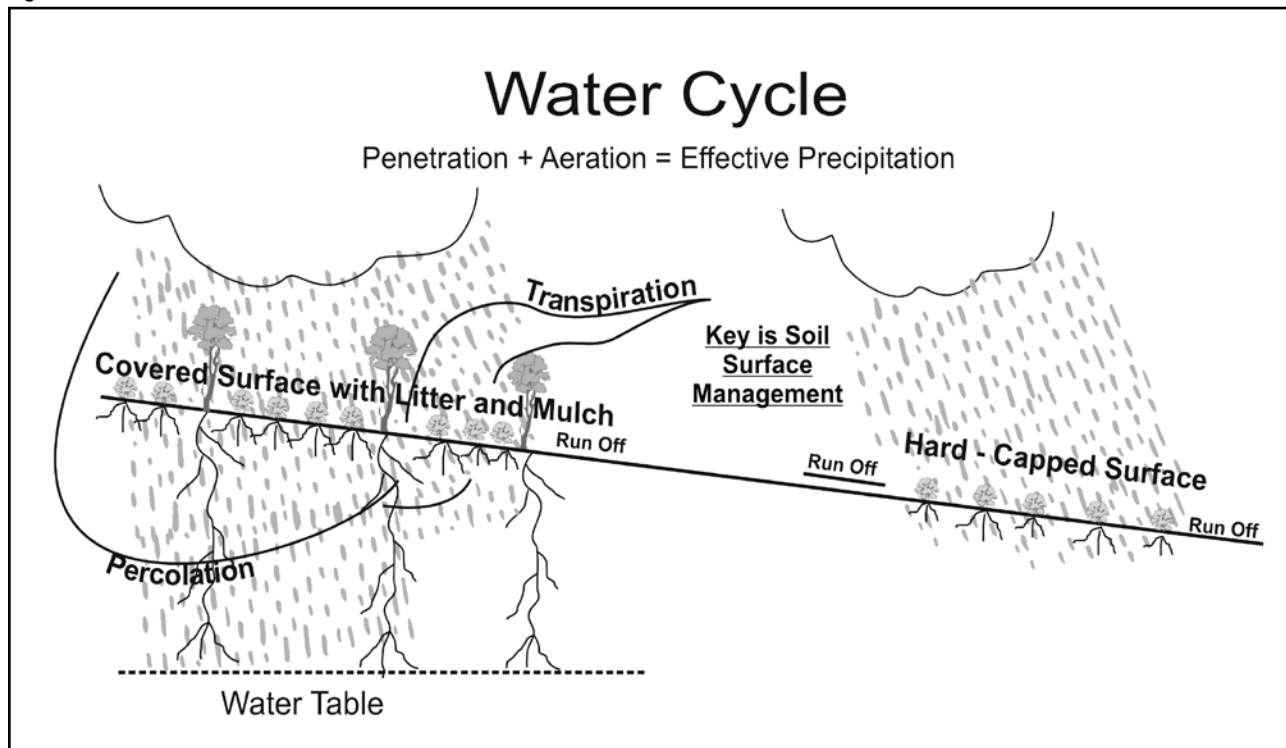 Water Cycle
Penetration + Aeration = Effective Precipitation
Transpiration
Key is Soil
Surface
Management
Covered Surface with Litter and Mulch
Run Off
Run Off
Hard - Capped Surface
Run Off
Percolation
Water Table